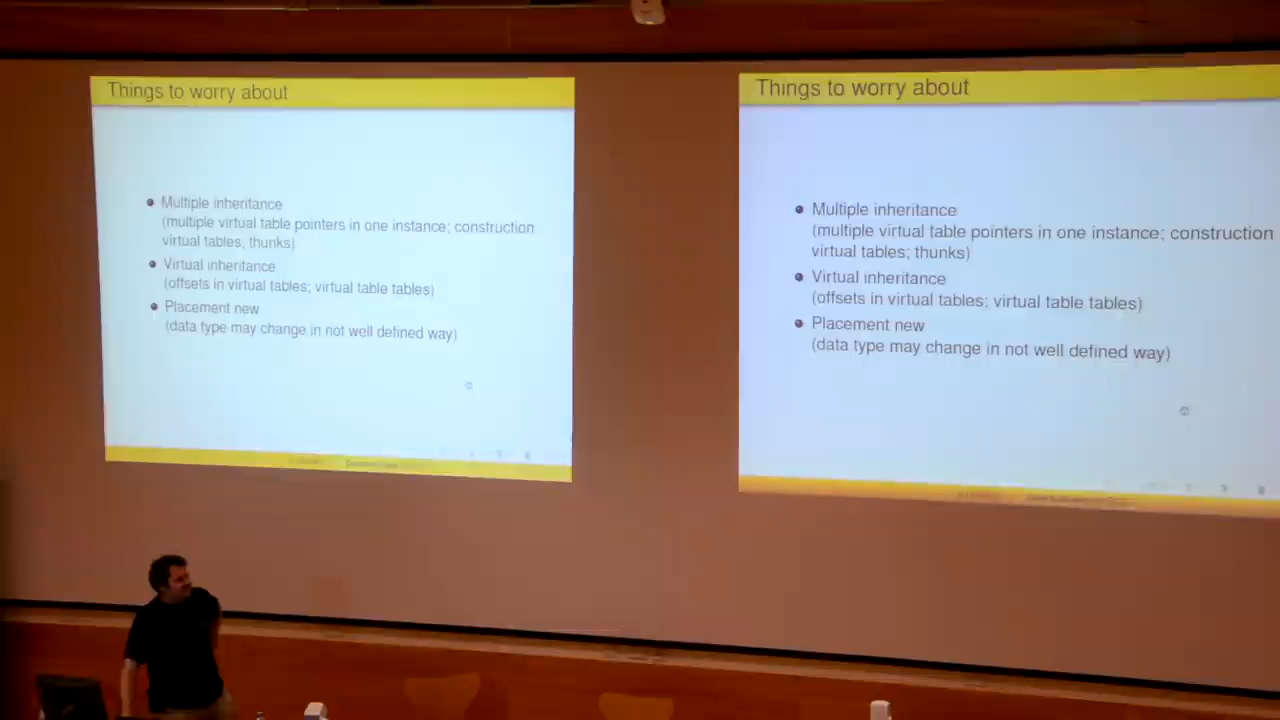 Things to worry about
Multiple inheritance
(multiple virtual table pointers in one instance; construction
virtual tables; thunks)
Virtual inheritance
(offsets in virtual tables; virtual table tables)
Placement new
(data type may change in not well defined way)
Things to worry about
Multiple inheritance
(multiple virtual table pointers in one instance; construction
virtual tables; thunks)
Virtual inheritance
(offsets in virtual tables; virtual table tables)
Placement new
(data type may change in not well defined way)